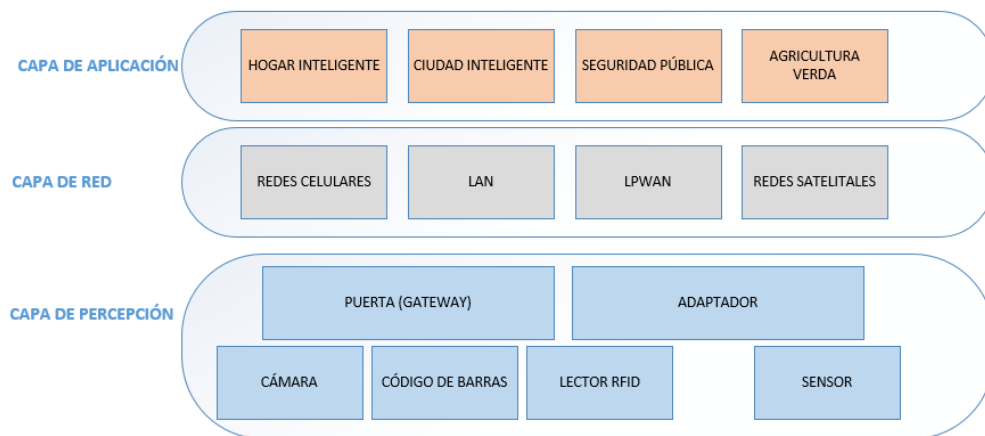 CAPA DE APLICACIÓN
HOGAR INTELIGENTE
CIUDAD INTELIGENTE
SEGURIDAD PÚBLICA
AGRICULTURA
VERDA
CAPA DE RED
REDES CELULARES
LAN
LPWAN
REDES SATELITALES
CAPA DE PERCEPCIÓN
PUERTA (GATEWAY)
ADAPTADOR
CÁMARA
CÓDIGO DE BARRAS
LECTOR RFID
SENSOR